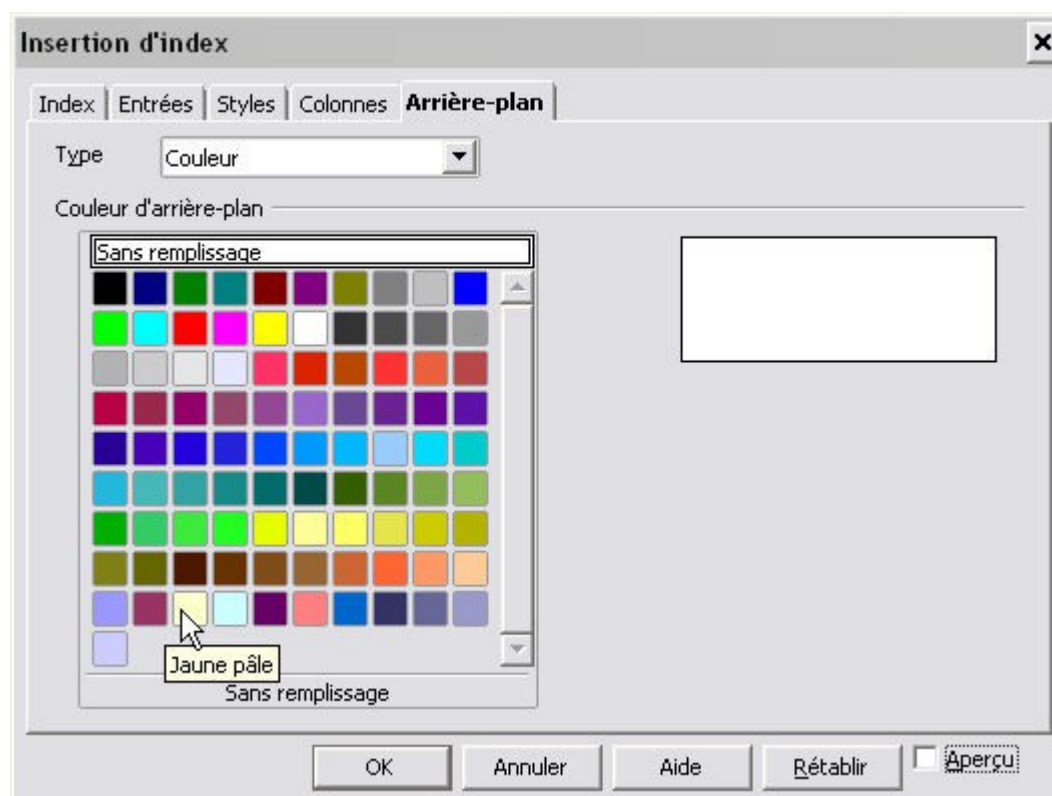 Insertion d'index
Index Entrées Styles Colonnes Arrière-plan
Type Couleur
Couleur d'arrière-plan
Sans remplissage
Jaune pâle
Sans remplissage
OK Annuler Aide Rétablir Aperçu